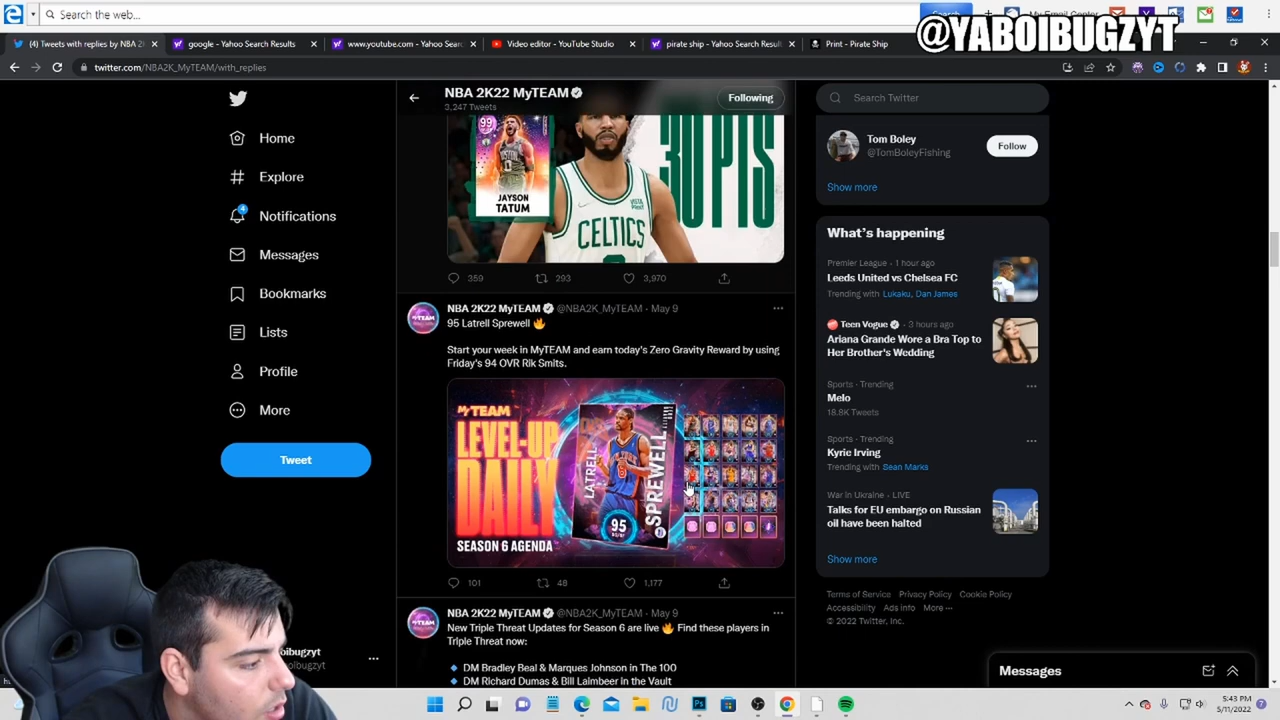 Search the web...
Search
My Email Center
@YABOIBUGZYT
(4) Tweets with replies by NBA 2K
google - Yahoo Search Results
www.youtube.com - Yahoo Sear
Video editor - YouTube Studio
pirate ship - Yahoo Search Result
Print - Pirate Ship
twitter.com/NBA2K_MyTEAM/with_replies
Home
Explore
4
Notifications
Messages
Bookmarks
Lists
Profile
More
Tweet
NBA 2K22 MyTEAM
3,247 Tweets
Following
99
JAYSON
TATUM
CELTICS
30 PTS
359 293 3,970
NBA 2K22 MyTEAM @NBA2K_MyTEAM · May 9
95 Latrell Sprewell 🔥
Start your week in MyTEAM and earn today's Zero Gravity Reward by using
Friday's 94 OVR Rik Smits.
MyTEAM
LEVEL-UP
DAILY
SEASON 6 AGENDA
LATRELL
SPREWELL
95
101 48 1,177
NBA 2K22 MyTEAM @NBA2K_MyTEAM · May 9
New Triple Threat Updates for Season 6 are live 🔥 Find these players in
Triple Threat now:
🔹 DM Bradley Beal & Marques Johnson in The 100
🔹 DM Richard Dumas & Bill Laimbeer in the Vault
Search Twitter
Tom Boley
@TomBoleyFishing
Follow
Show more
What's happening
Premier League · 1 hour ago
Leeds United vs Chelsea FC
Trending with Lukaku, Dan James
Teen Vogue · 3 hours ago
Ariana Grande Wore a Bra Top to
Her Brother's Wedding
Sports · Trending
Melo
18.8K Tweets
Sports · Trending
Kyrie Irving
Trending with Sean Marks
War in Ukraine · LIVE
Talks for EU embargo on Russian
oil have been halted
Show more
Terms of Service Privacy Policy Cookie Policy
Accessibility Ads info More ···
© 2022 Twitter, Inc.
Messages
5:43 PM
5/11/2022